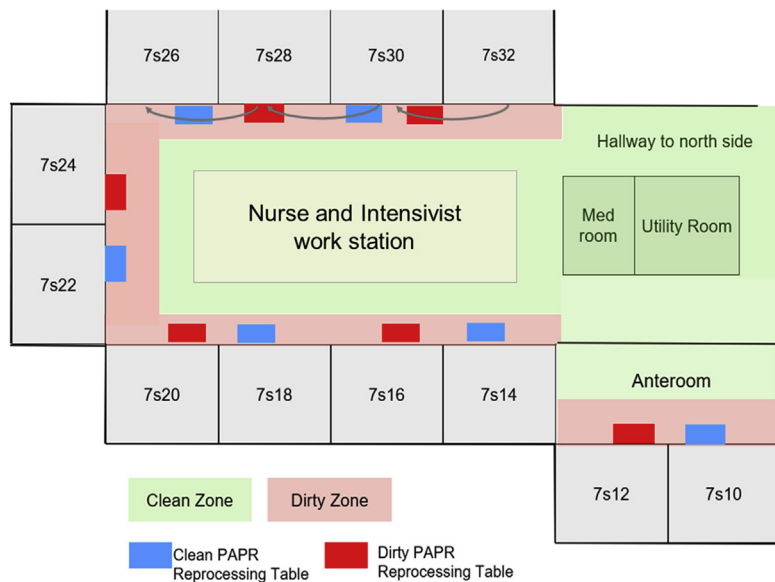 7s26
7s28
7s30
7s32
Hallway to north side
7s24
Nurse and Intensivist
work station
Med
room
Utility Room
7s22
Anteroom
7s20
7s18
7s16
7s14
7s12
7s10
Clean Zone
Dirty Zone
Clean PAPR
Reprocessing Table
Dirty PAPR
Reprocessing Table